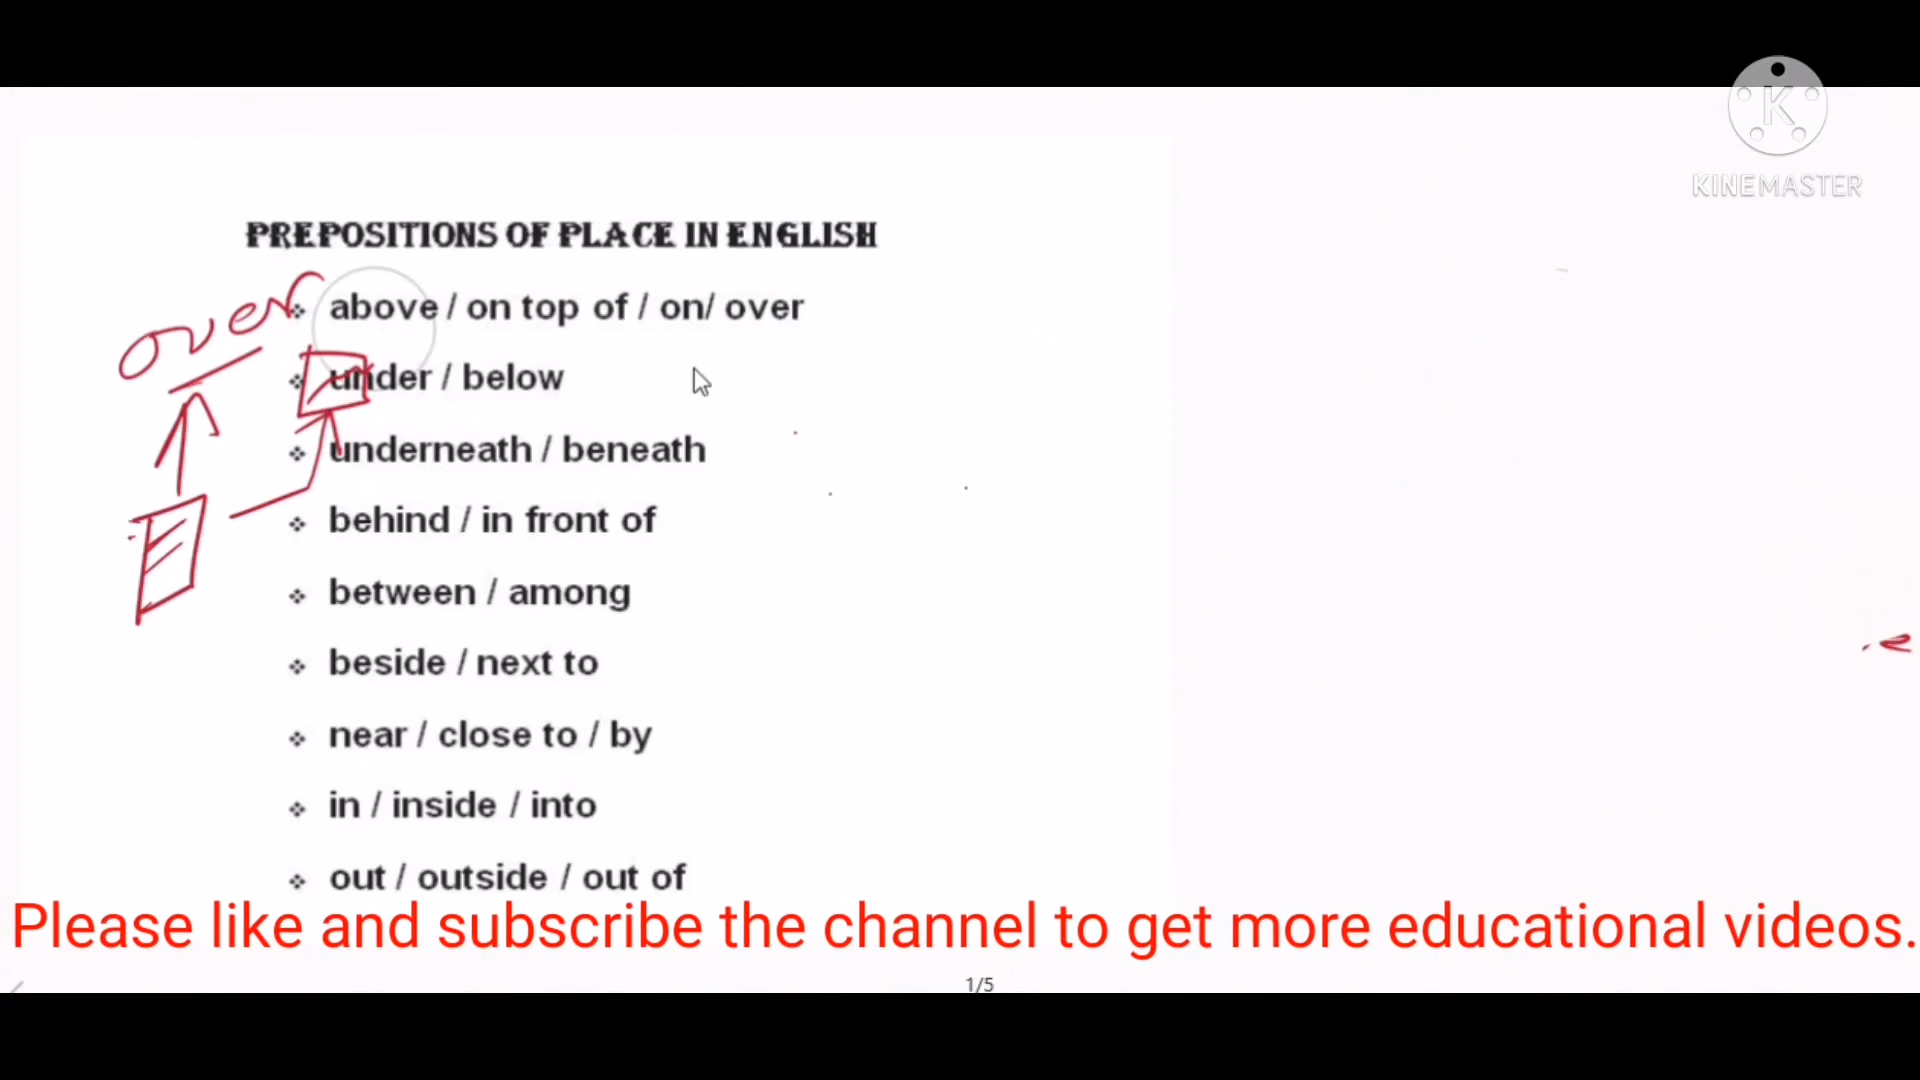 KINEMASTER
PREPOSITIONS OF PLACE IN ENGLISH
over
above / on top of / on/ over
under / below
underneath / beneath
behind / in front of
between / among
beside / next to
near / close to / by
in / inside / into
out / outside / out of
Please like and subscribe the channel to get more educational videos.
1/5